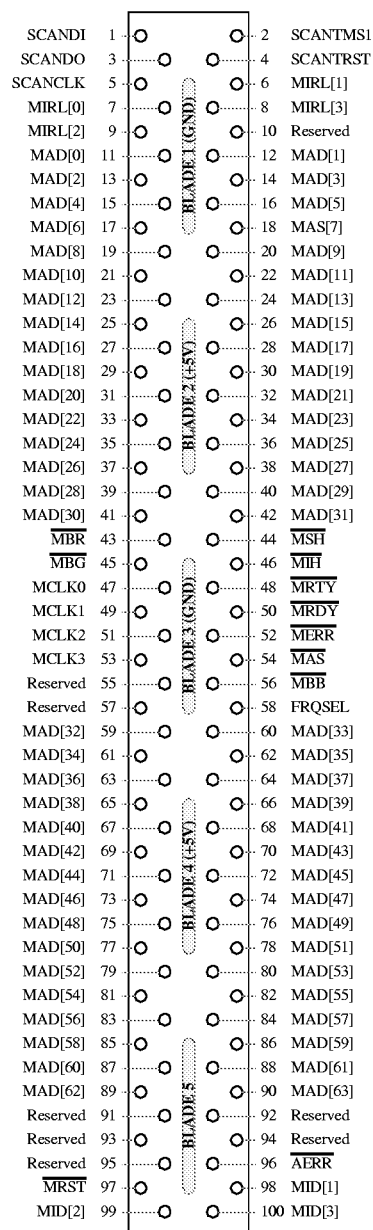 SCANDI 1 2 SCANTMS1
SCANDO 3 4 SCANTRST
SCANCLK 5 6 MIRL[1]
MIRL[0] 7 8 MIRL[3]
MIRL[2] 9 10 Reserved
MAD[0] 11 12 MAD[1]
MAD[2] 13 14 MAD[3]
MAD[4] 15 16 MAD[5]
MAD[6] 17 18 MAS[7]
MAD[8] 19 20 MAD[9]
BLADE 1 (GND)
MAD[10] 21 22 MAD[11]
MAD[12] 23 24 MAD[13]
MAD[14] 25 26 MAD[15]
MAD[16] 27 28 MAD[17]
MAD[18] 29 30 MAD[19]
MAD[20] 31 32 MAD[21]
MAD[22] 33 34 MAD[23]
MAD[24] 35 36 MAD[25]
MAD[26] 37 38 MAD[27]
MAD[28] 39 40 MAD[29]
BLADE 2 (+5V)
MAD[30] 41 42 MAD[31]
MBR 43 44 MSH
MBG 45 46 MIH
MCLK0 47 48 MRTY
MCLK1 49 50 MRDY
MCLK2 51 52 MERR
MCLK3 53 54 MAS
Reserved 55 56 MBB
Reserved 57 58 FRQSEL
MAD[32] 59 60 MAD[33]
BLADE 3 (GND)
MAD[34] 61 62 MAD[35]
MAD[36] 63 64 MAD[37]
MAD[38] 65 66 MAD[39]
MAD[40] 67 68 MAD[41]
MAD[42] 69 70 MAD[43]
MAD[44] 71 72 MAD[45]
MAD[46] 73 74 MAD[47]
MAD[48] 75 76 MAD[49]
MAD[50] 77 78 MAD[51]
MAD[52] 79 80 MAD[53]
BLADE 4 (+5V)
MAD[54] 81 82 MAD[55]
MAD[56] 83 84 MAD[57]
MAD[58] 85 86 MAD[59]
MAD[60] 87 88 MAD[61]
MAD[62] 89 90 MAD[63]
Reserved 91 92 Reserved
Reserved 93 94 Reserved
Reserved 95 96 AERR
MRST 97 98 MID[1]
MID[2] 99 100 MID[3]
BLADE 5